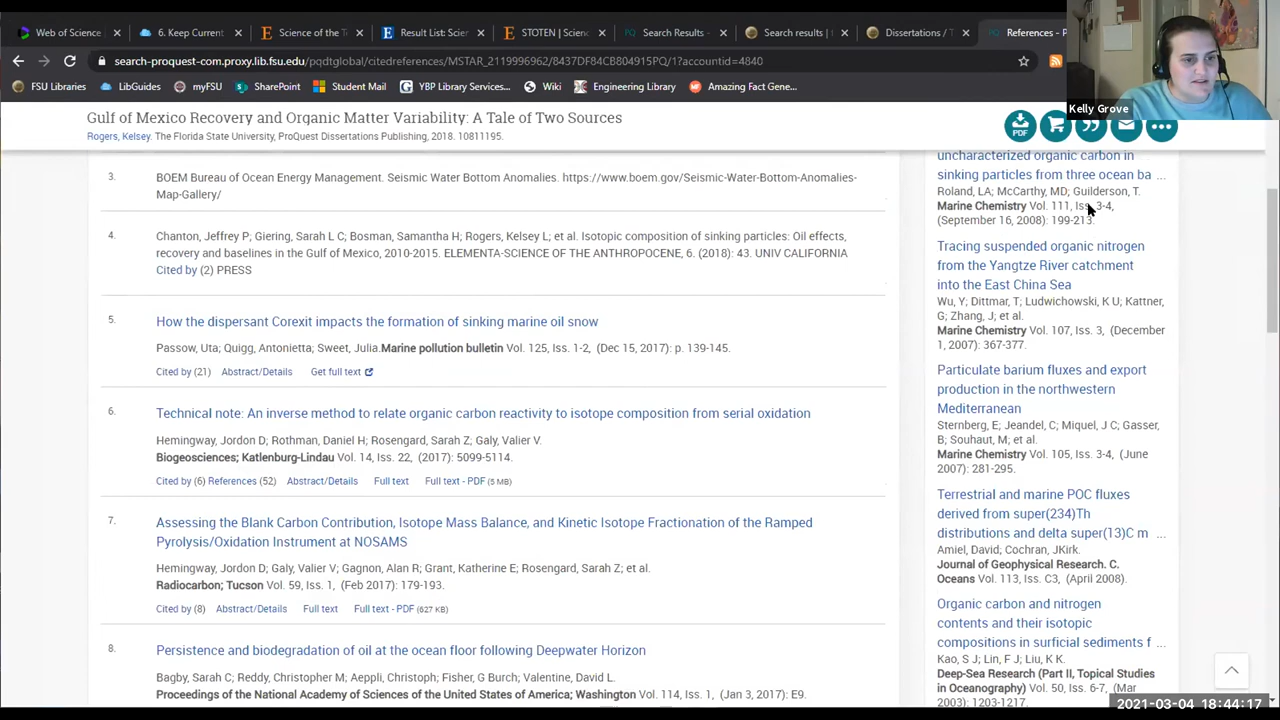 Web of Science
6. Keep Current
Science of the T
Result List: Scien
STOTEN | Scienc
Search Results -
Search results |
Dissertations / T
References - P
search-proquest-com.proxy.lib.fsu.edu/pqdtglobal/citedreferences/MSTAR_2119996962/8437DF84CB804915PQ/1?accountid=4840
FSU Libraries
LibGuides
myFSU
SharePoint
Student Mail
YBP Library Services...
Wiki
Engineering Library
Amazing Fact Gene...
Kelly Grove
Gulf of Mexico Recovery and Organic Matter Variability: A Tale of Two Sources
Rogers, Kelsey. The Florida State University, ProQuest Dissertations Publishing, 2018. 10811195.
PDF
3.
BOEM Bureau of Ocean Energy Management. Seismic Water Bottom Anomalies. https://www.boem.gov/Seismic-Water-Bottom-Anomalies-
Map-Gallery/
4.
Chanton, Jeffrey P; Giering, Sarah L C; Bosman, Samantha H; Rogers, Kelsey L; et al. Isotopic composition of sinking particles: Oil effects,
recovery and baselines in the Gulf of Mexico, 2010-2015. ELEMENTA-SCIENCE OF THE ANTHROPOCENE, 6. (2018): 43. UNIV CALIFORNIA
Cited by (2) PRESS
5.
How the dispersant Corexit impacts the formation of sinking marine oil snow
Passow, Uta; Quigg, Antonietta; Sweet, Julia.Marine pollution bulletin Vol. 125, Iss. 1-2, (Dec 15, 2017): p. 139-145.
Cited by (21) Abstract/Details Get full text
6.
Technical note: An inverse method to relate organic carbon reactivity to isotope composition from serial oxidation
Hemingway, Jordon D; Rothman, Daniel H; Rosengard, Sarah Z; Galy, Valier V.
Biogeosciences; Katlenburg-Lindau Vol. 14, Iss. 22, (2017): 5099-5114.
Cited by (6) References (52) Abstract/Details Full text Full text - PDF (5 MB)
7.
Assessing the Blank Carbon Contribution, Isotope Mass Balance, and Kinetic Isotope Fractionation of the Ramped
Pyrolysis/Oxidation Instrument at NOSAMS
Hemingway, Jordon D; Galy, Valier V; Gagnon, Alan R; Grant, Katherine E; Rosengard, Sarah Z; et al.
Radiocarbon; Tucson Vol. 59, Iss. 1, (Feb 2017): 179-193.
Cited by (8) Abstract/Details Full text Full text - PDF (627 KB)
8.
Persistence and biodegradation of oil at the ocean floor following Deepwater Horizon
Bagby, Sarah C; Reddy, Christopher M; Aeppli, Christoph; Fisher, G Burch; Valentine, David L.
Proceedings of the National Academy of Sciences of the United States of America; Washington Vol. 114, Iss. 1, (Jan 3, 2017): E9.
uncharacterized organic carbon in
sinking particles from three ocean ba ...
Roland, LA; McCarthy, MD; Guilderson, T.
Marine Chemistry Vol. 111, Iss. 3-4,
(September 16, 2008): 199-213.
Tracing suspended organic nitrogen
from the Yangtze River catchment
into the East China Sea
Wu, Y; Dittmar, T; Ludwichowski, K U; Kattner,
G; Zhang, J; et al.
Marine Chemistry Vol. 107, Iss. 3, (December
1, 2007): 367-377.
Particulate barium fluxes and export
production in the northwestern
Mediterranean
Sternberg, E; Jeandel, C; Miquel, J C; Gasser,
B; Souhaut, M; et al.
Marine Chemistry Vol. 105, Iss. 3-4, (June
2007): 281-295.
Terrestrial and marine POC fluxes
derived from super(234)Th
distributions and delta super(13)C m ...
Amiel, David; Cochran, JKirk.
Journal of Geophysical Research. C.
Oceans Vol. 113, Iss. C3, (April 2008).
Organic carbon and nitrogen
contents and their isotopic
compositions in surficial sediments f ...
Kao, S J; Lin, F J; Liu, K K.
Deep-Sea Research (Part II, Topical Studies
in Oceanography) Vol. 50, Iss. 6-7, (Mar
2003): 1203-1217.
2021-03-04 18:44:17